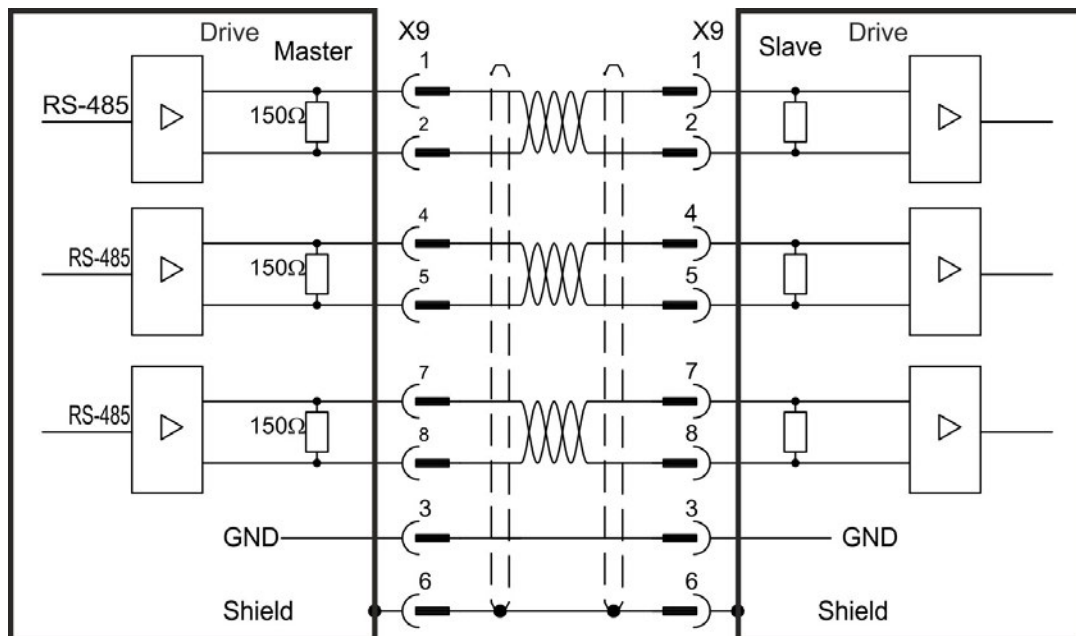 Drive X9 X9 Drive
Master Slave
1 1
RS-485
150Ω
2 2
4 4
RS-485
150Ω
5 5
7 7
RS-485
150Ω
8 8
3 3
GND GND
6 6
Shield Shield